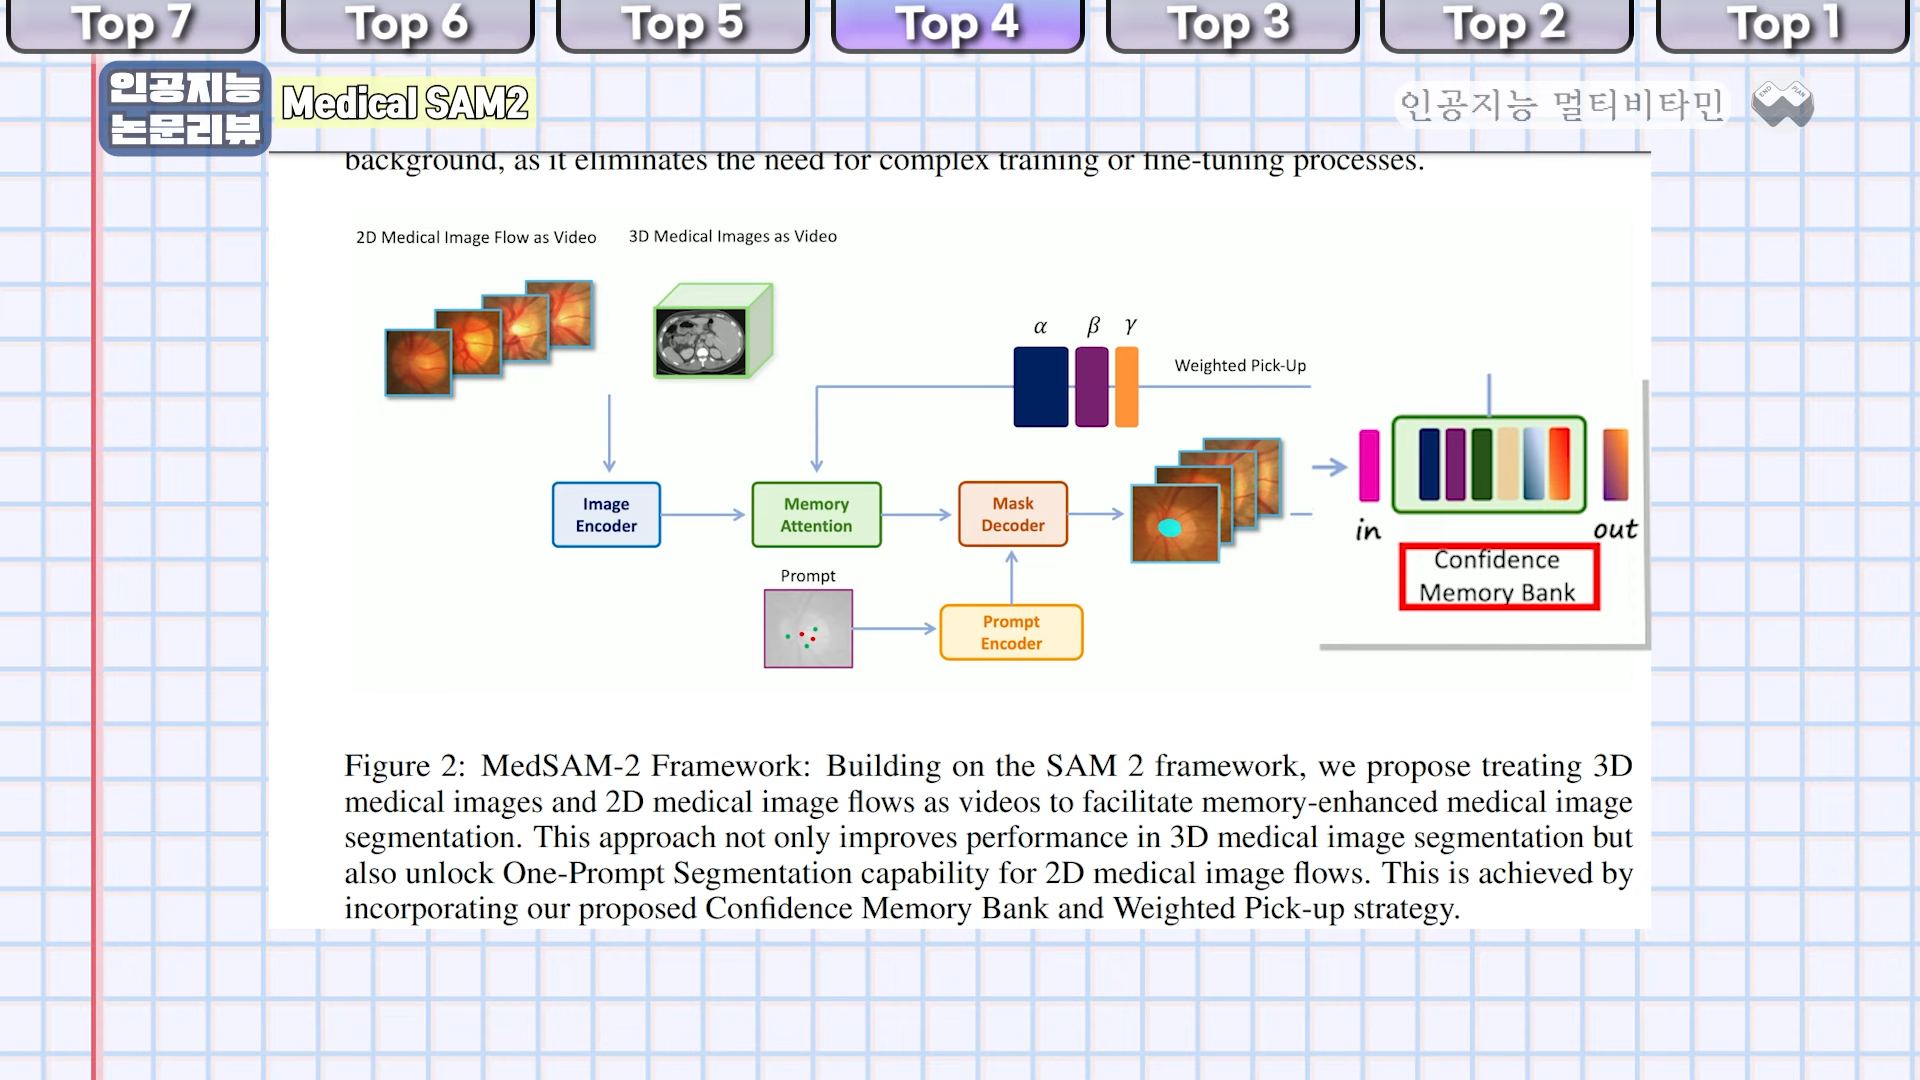 Top 7
Top 6
Top 5
Top 4
Top 3
Top 2
Top 1
인공지능
논문리뷰
Medical SAM2
인공지능 멀티비타민
END
PLAN
background, as it eliminates the need for complex training or fine-tuning processes.
2D Medical Image Flow as Video
3D Medical Images as Video
α
β
γ
Weighted Pick-Up
Image
Encoder
Memory
Attention
Mask
Decoder
in
out
Confidence
Memory Bank
Prompt
Prompt
Encoder
Figure 2: MedSAM-2 Framework: Building on the SAM 2 framework, we propose treating 3D
medical images and 2D medical image flows as videos to facilitate memory-enhanced medical image
segmentation. This approach not only improves performance in 3D medical image segmentation but
also unlock One-Prompt Segmentation capability for 2D medical image flows. This is achieved by
incorporating our proposed Confidence Memory Bank and Weighted Pick-up strategy.